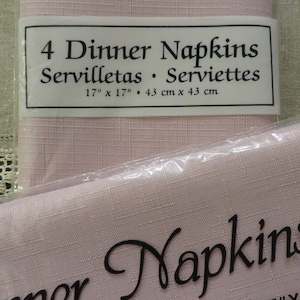 4 Dinner Napkins
Servilletas • Serviettes
17" x 17" • 43 cm x 43 cm
Napkins